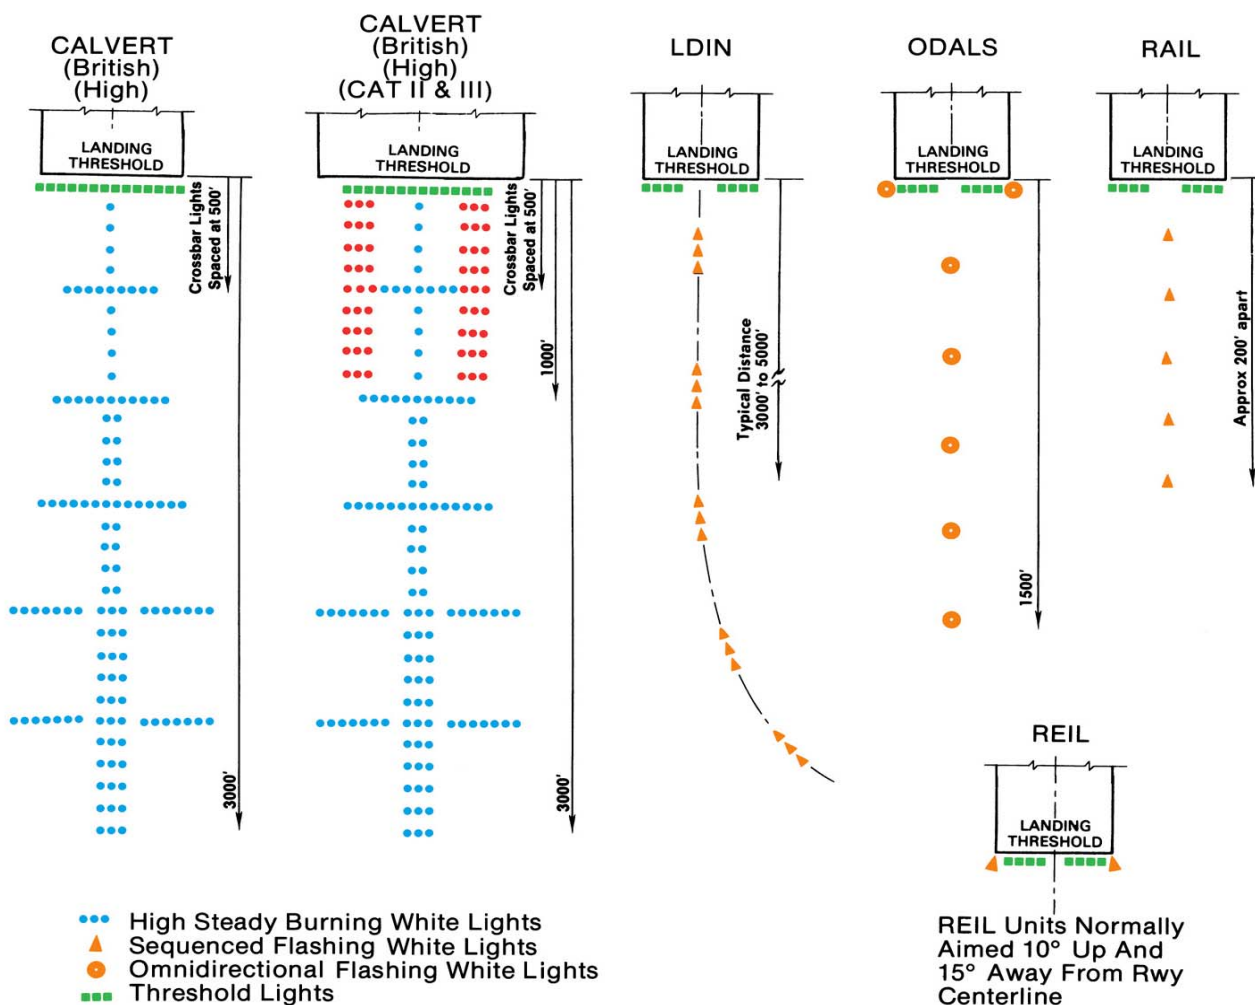 CALVERT
(British)
(High)
LANDING
THRESHOLD
Crossbar Lights
Spaced at 500'
3000'
CALVERT
(British)
(High)
(CAT II & III)
LANDING
THRESHOLD
Crossbar Lights
Spaced at 500'
1000'
3000'
LDIN
LANDING
THRESHOLD
Typical Distance
3000' to 5000'
ODALS
LANDING
THRESHOLD
1500'
RAIL
LANDING
THRESHOLD
Approx 200' apart
REIL
LANDING
THRESHOLD
REIL Units Normally
Aimed 10° Up And
15° Away From Rwy
Centerline
High Steady Burning White Lights
Sequenced Flashing White Lights
Omnidirectional Flashing White Lights
Threshold Lights